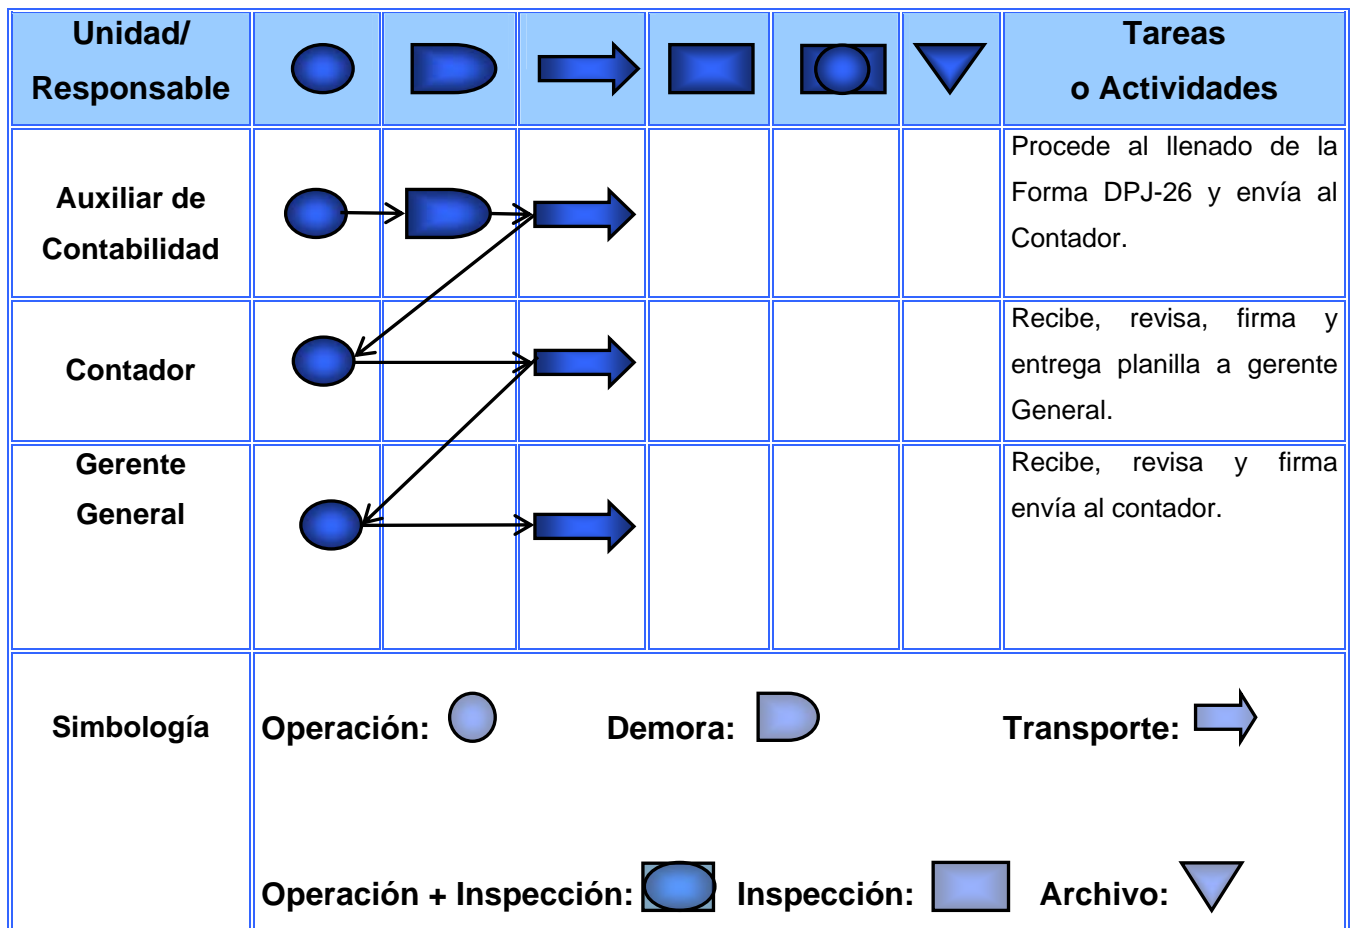 Unidad/
Responsable
Tareas
o Actividades
Auxiliar de
Contabilidad
Procede al llenado de la
Forma DPJ-26 y envía al
Contador.
Contador
Recibe, revisa, firma y
entrega planilla a gerente
General.
Gerente
General
Recibe, revisa y firma
envía al contador.
Simbología
Operación:
Demora:
Transporte:
Operación + Inspección:
Inspección:
Archivo: